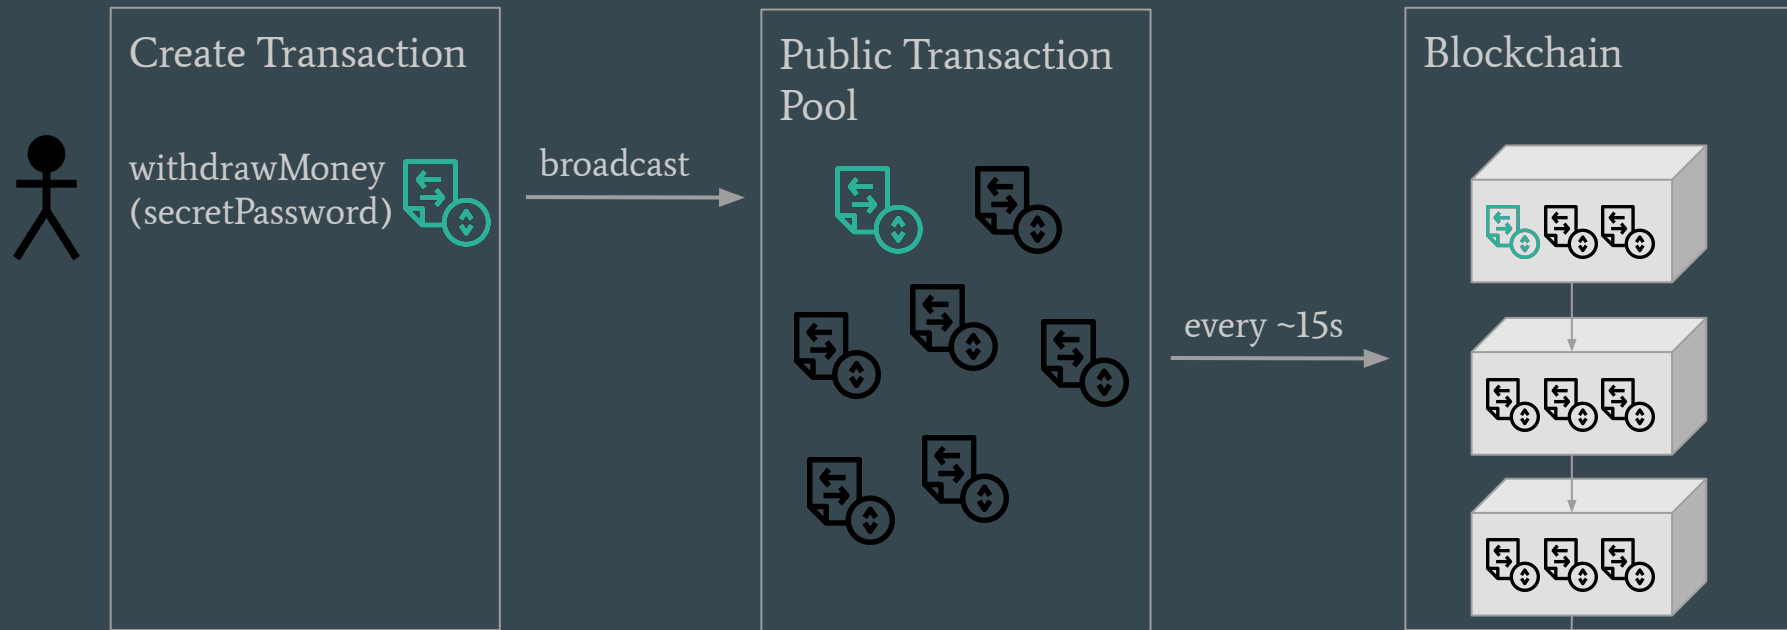 Create Transaction
withdrawMoney
(secretPassword)
broadcast
Public Transaction
Pool
every ~15s
Blockchain